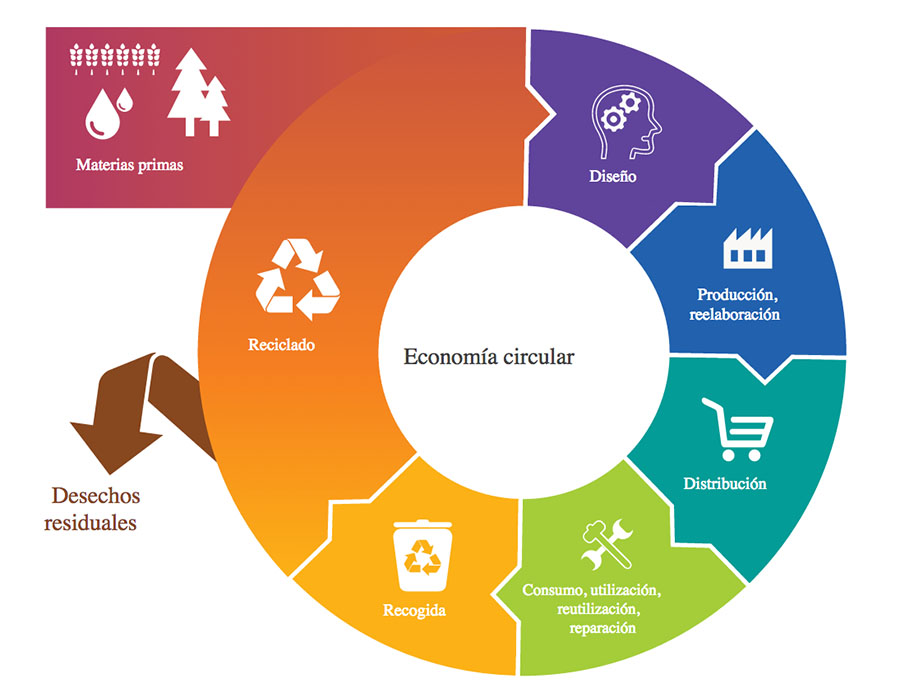 Materias primas
Diseño
Producción,
reelaboración
Reciclado
Economía circular
Distribución
Desechos
residuales
Consumo, utilización,
reutilización,
reparación
Recogida